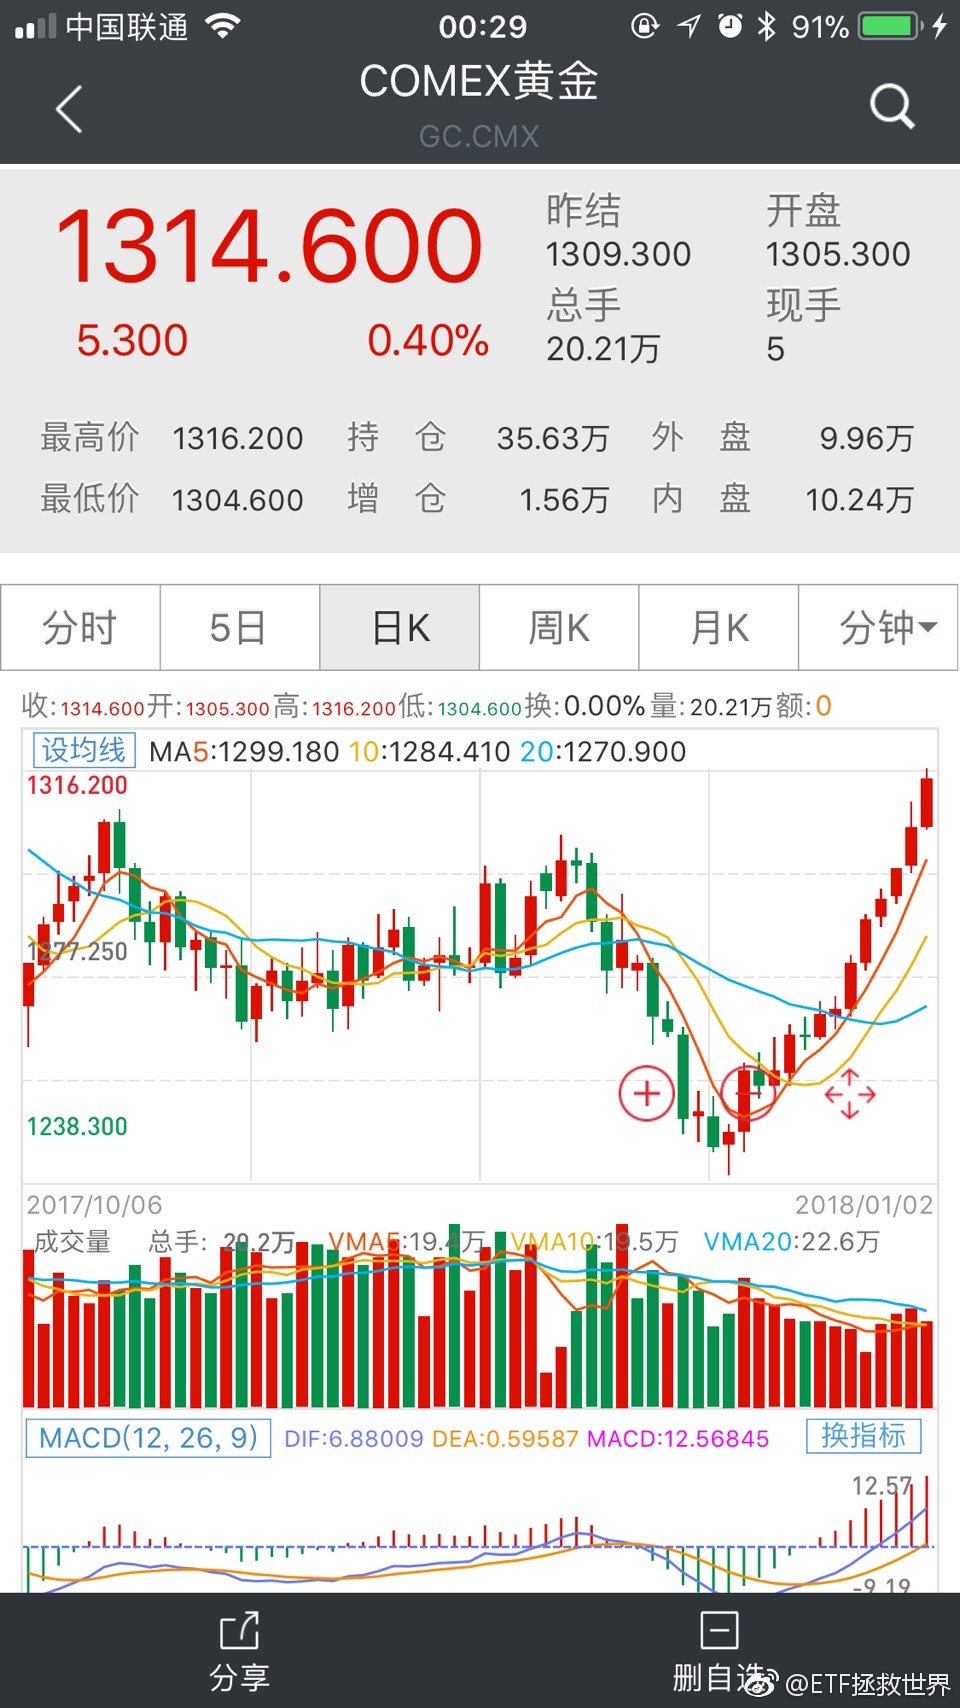 中国联通 00:29 91%
COMEX黄金
GC.CMX
1314.600
5.300 0.40%
昨结 开盘
1309.300 1305.300
总手 现手
20.21万 5
最高价 1316.200 持仓 35.63万 外盘 9.96万
最低价 1304.600 增仓 1.56万 内盘 10.24万
分时 5日 日K 周K 月K 分钟
收:1314.600开:1305.300高:1316.200低:1304.600换:0.00%量:20.21万额:0
设均线 MA5:1299.180 10:1284.410 20:1270.900
1316.200
1277.250
1238.300
2017/10/06 2018/01/02
成交量 总手: 20.2万 VMA5:19.4万 VMA10:19.5万 VMA20:22.6万
MACD(12, 26, 9) DIF:6.88009 DEA:0.59587 MACD:12.56845 换指标
12.57
-9.19
分享 删自选
@ETF拯救世界